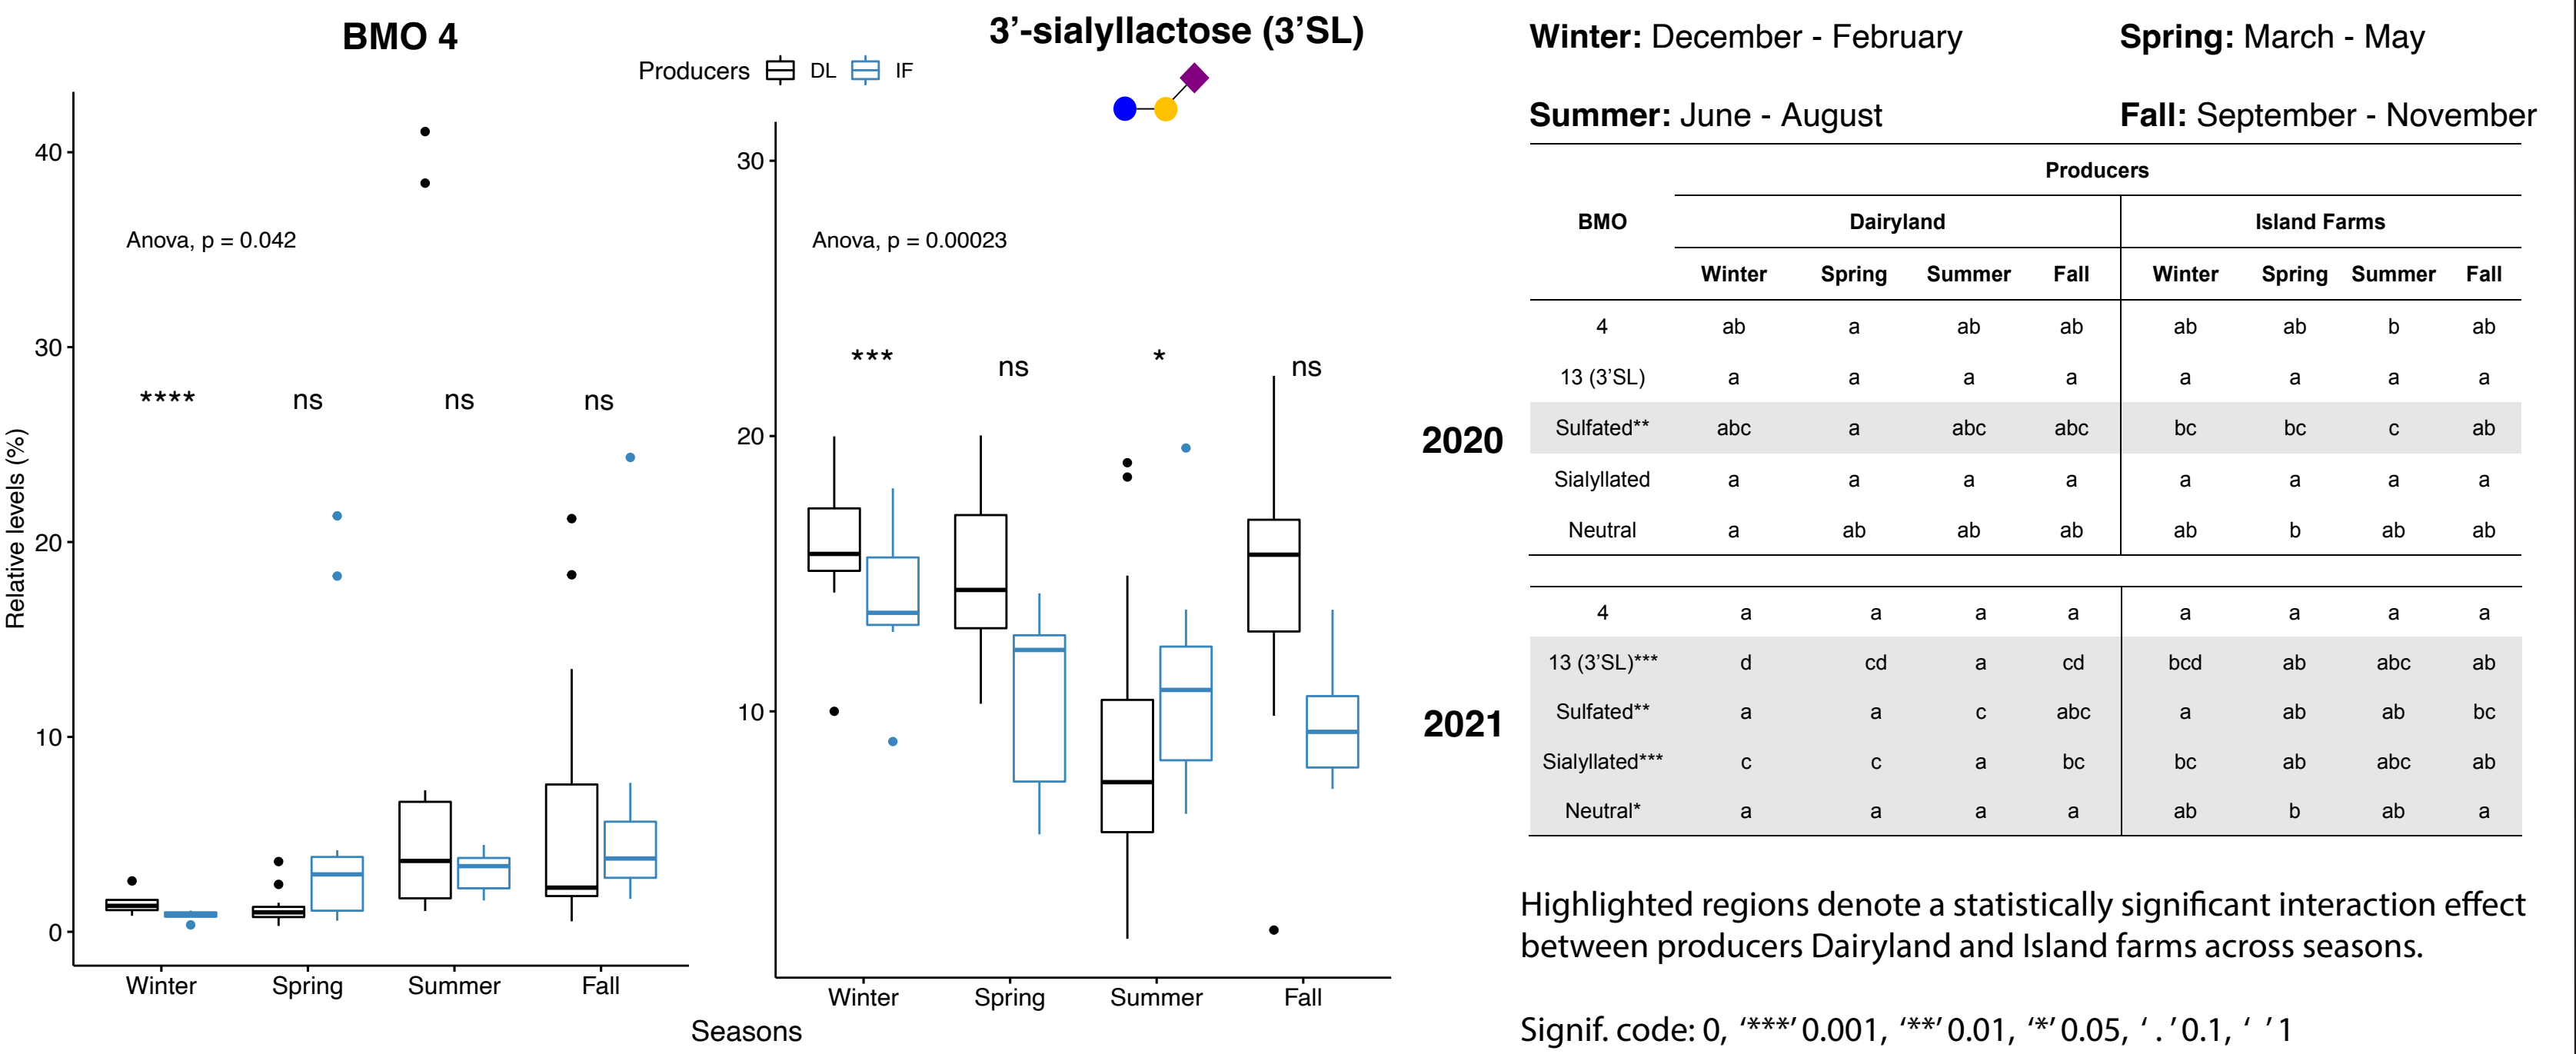 BMO 4
Producers DL IF
Relative levels (%)
40
30
20
10
0
Anova, p = 0.042
**** ns ns ns
Winter Spring Summer Fall
3’-sialyllactose (3’SL)
30
20
10
Anova, p = 0.00023
*** ns * ns
Winter Spring Summer Fall
Seasons
Winter: December - February Spring: March - May
Summer: June - August Fall: September - November
Producers
BMO Dairyland Island Farms
Winter Spring Summer Fall Winter Spring Summer Fall
2020
4 ab a ab ab ab ab b ab
13 (3’SL) a a a a a a a a
Sulfated** abc a abc abc bc bc c ab
Sialyllated a a a a a a a a
Neutral a ab ab ab ab b ab ab
2021
4 a a a a a a a a
13 (3’SL)*** d cd a cd bcd ab abc ab
Sulfated** a a c abc a ab ab bc
Sialyllated*** c c a bc bc ab abc ab
Neutral* a a a a ab b ab a
Highlighted regions denote a statistically significant interaction effect
between producers Dairyland and Island farms across seasons.
Signif. code: 0, ‘***’ 0.001, ‘**’ 0.01, ‘*’ 0.05, ‘ . ’ 0.1, ‘ ’ 1